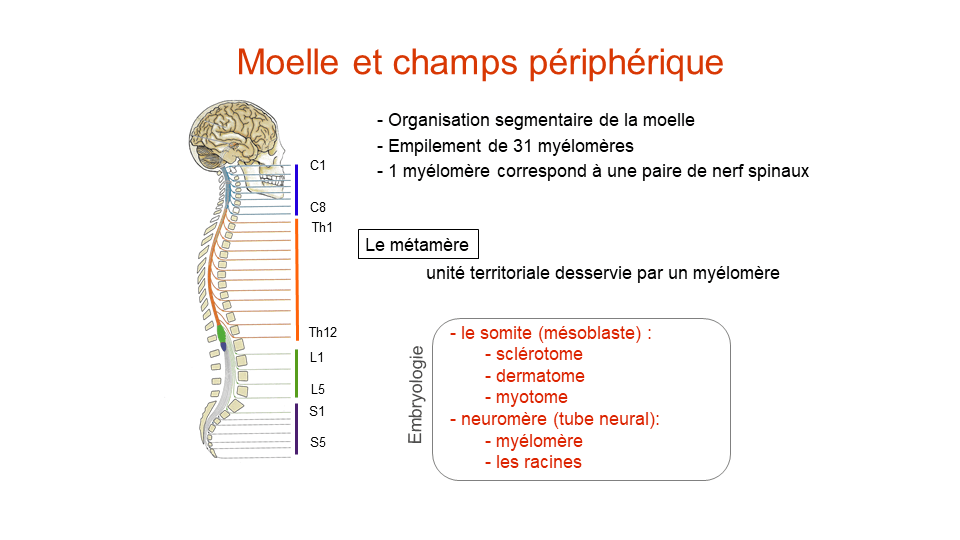 Moelle et champs périphérique
- Organisation segmentaire de la moelle
- Empilement de 31 myélomères
- 1 myélomère correspond à une paire de nerf spinaux
C1
C8
Th1
Th12
L1
L5
S1
S5
Le métamère
unité territoriale desservie par un myélomère
Embryologie
- le somite (mésoblaste) :
- sclérotome
- dermatome
- myotome
- neuromère (tube neural):
- myélomère
- les racines